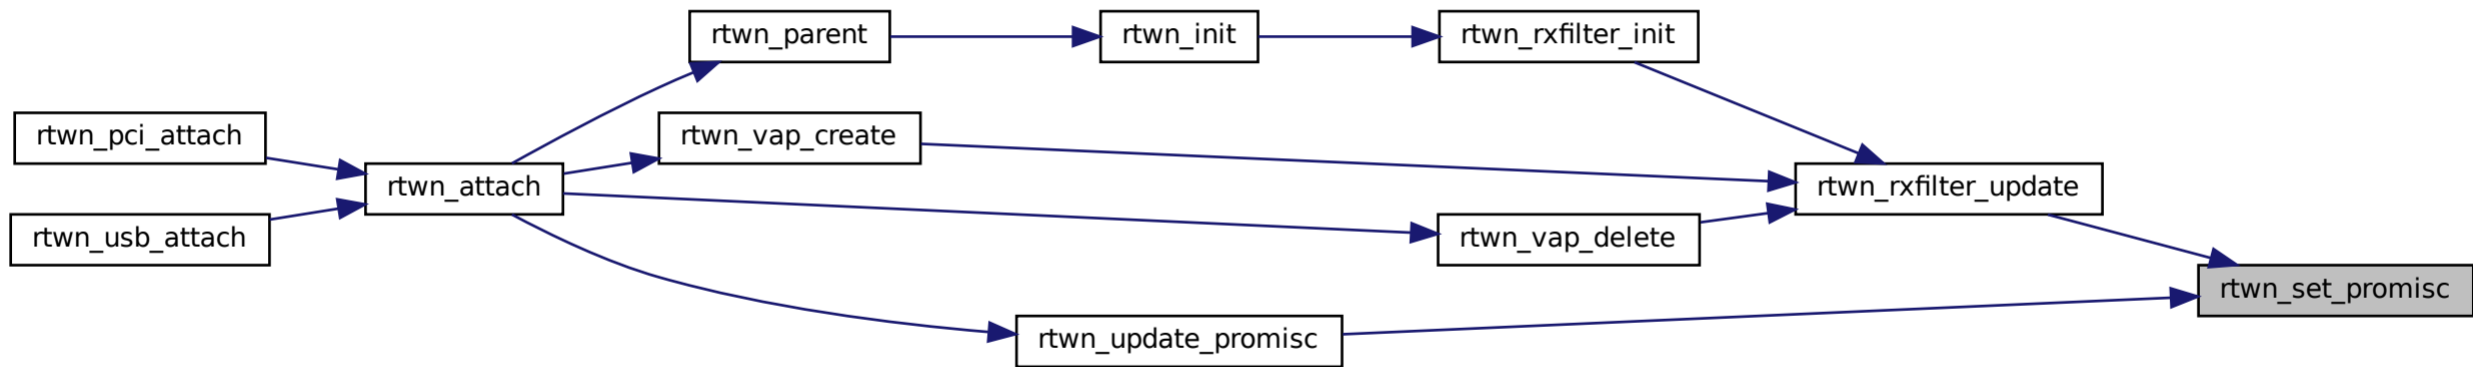 rtwn_parent
rtwn_init
rtwn_rxfilter_init
rtwn_pci_attach
rtwn_vap_create
rtwn_attach
rtwn_rxfilter_update
rtwn_usb_attach
rtwn_vap_delete
rtwn_set_promisc
rtwn_update_promisc